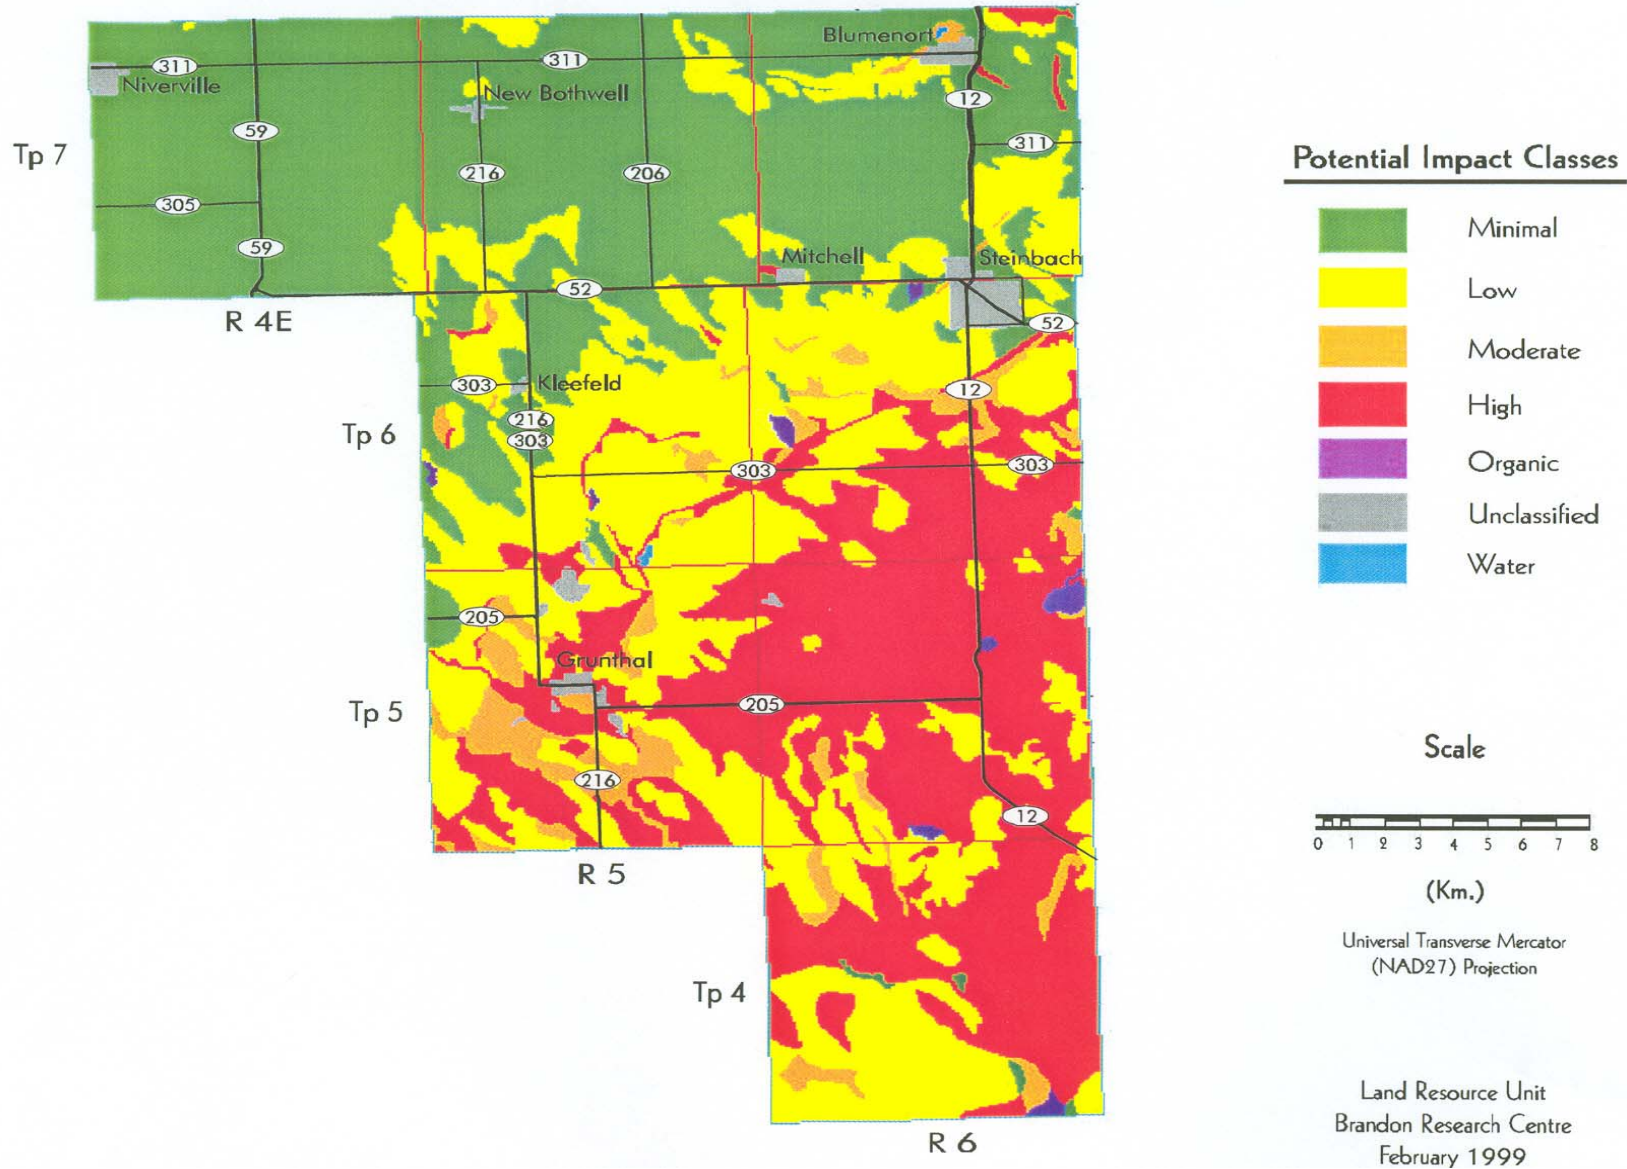 Blumenort
311
311
Niverville
New Bothwell
12
59
311
Tp 7
216
206
305
59
Mitchell
Steinbach
52
R 4E
52
303
Kleefeld
12
216
Tp 6
303
303
303
205
Grunthal
205
Tp 5
216
12
R 5
Tp 4
R 6
Potential Impact Classes
Minimal
Low
Moderate
High
Organic
Unclassified
Water
Scale
0 1 2 3 4 5 6 7 8
(Km.)
Universal Transverse Mercator
(NAD27) Projection
Land Resource Unit
Brandon Research Centre
February 1999